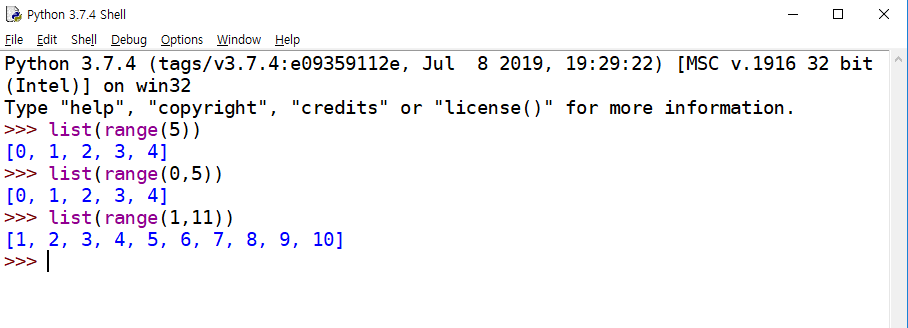 Python 3.7.4 Shell
File Edit Shell Debug Options Window Help
Python 3.7.4 (tags/v3.7.4:e09359112e, Jul  8 2019, 19:29:22) [MSC v.1916 32 bit
(Intel)] on win32
Type "help", "copyright", "credits" or "license()" for more information.
>>> list(range(5))
[0, 1, 2, 3, 4]
>>> list(range(0,5))
[0, 1, 2, 3, 4]
>>> list(range(1,11))
[1, 2, 3, 4, 5, 6, 7, 8, 9, 10]
>>>